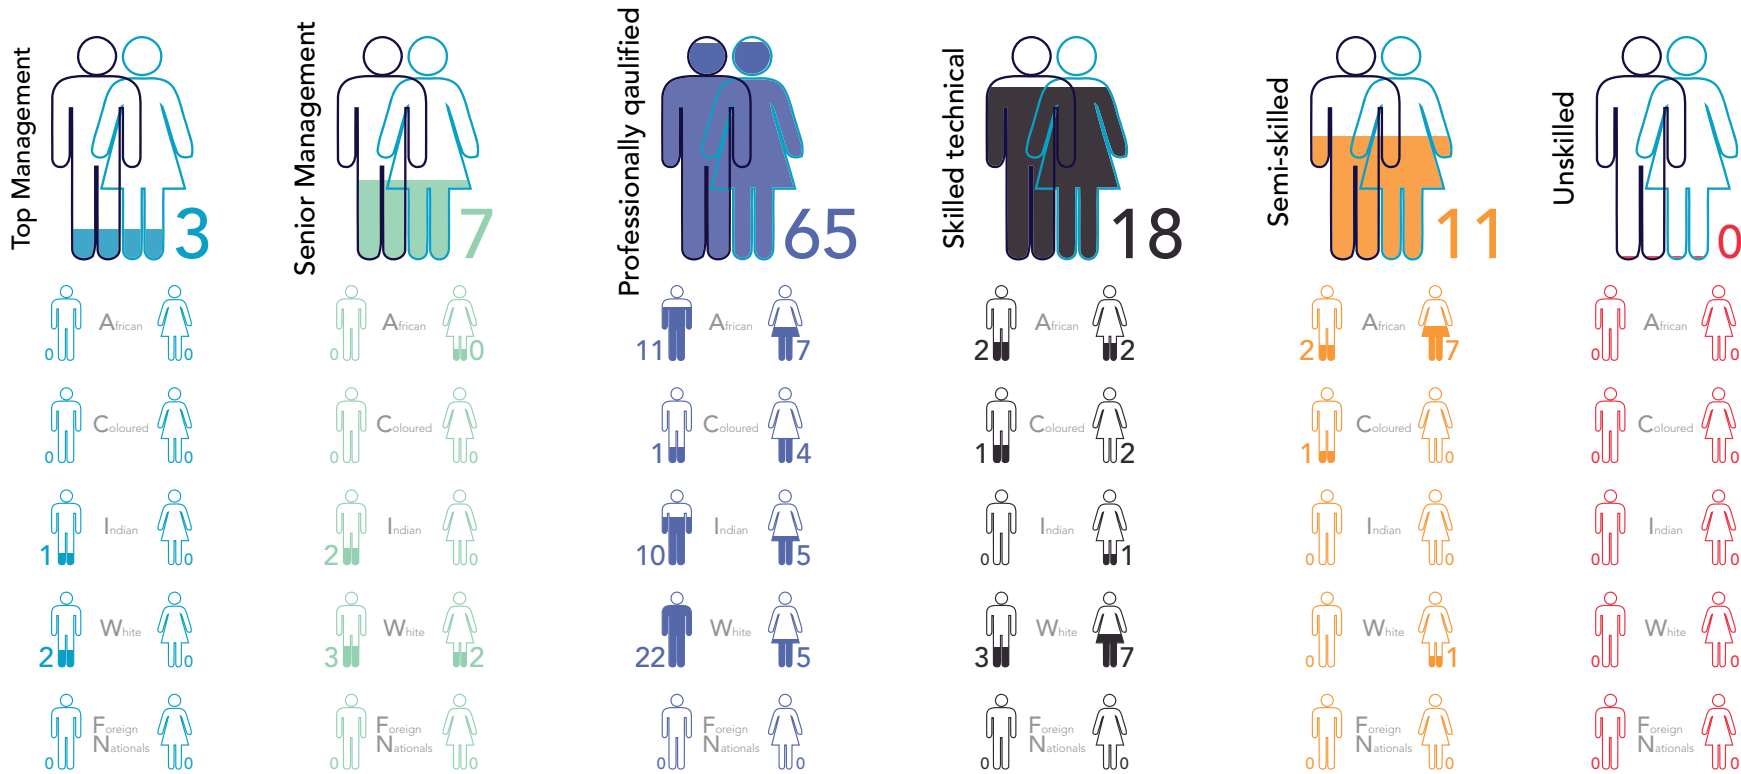 Top Management
3
0 African 0
0 Coloured 0
1 Indian 0
2 White 0
0 Foreign Nationals 0
Senior Management
7
0 African 0
0 Coloured 0
2 Indian 0
3 White 2
0 Foreign Nationals 0
Professionally qaulified
65
11 African 7
1 Coloured 4
10 Indian 5
22 White 5
0 Foreign Nationals 0
Skilled technical
18
2 African 2
1 Coloured 2
0 Indian 1
3 White 7
0 Foreign Nationals 0
Semi-skilled
11
2 African 7
1 Coloured 0
0 Indian 0
0 White 1
0 Foreign Nationals 0
Unskilled
0
0 African 0
0 Coloured 0
0 Indian 0
0 White 0
0 Foreign Nationals 0